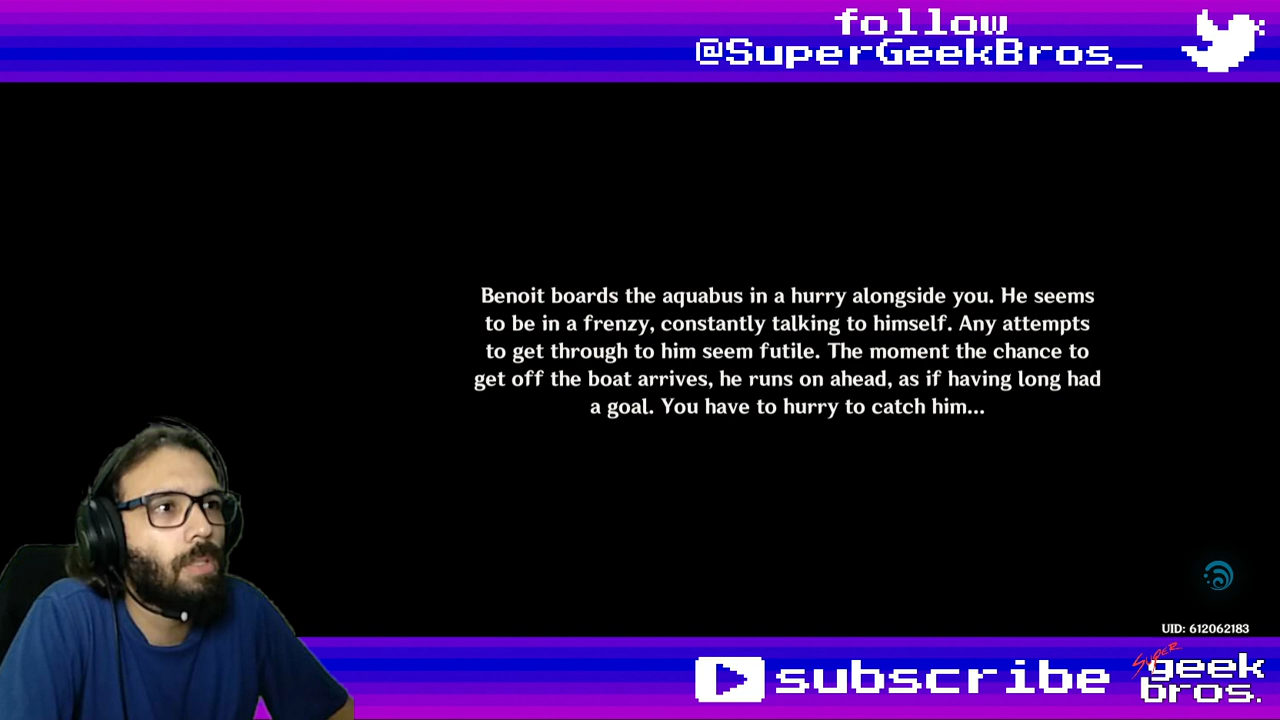 follow
@SuperGeekBros_
Benoit boards the aquabus in a hurry alongside you. He seems
to be in a frenzy, constantly talking to himself. Any attempts
to get through to him seem futile. The moment the chance to
get off the boat arrives, he runs on ahead, as if having long had
a goal. You have to hurry to catch him...
UID: 612062183
subscribe
SUPER
geek
bros.